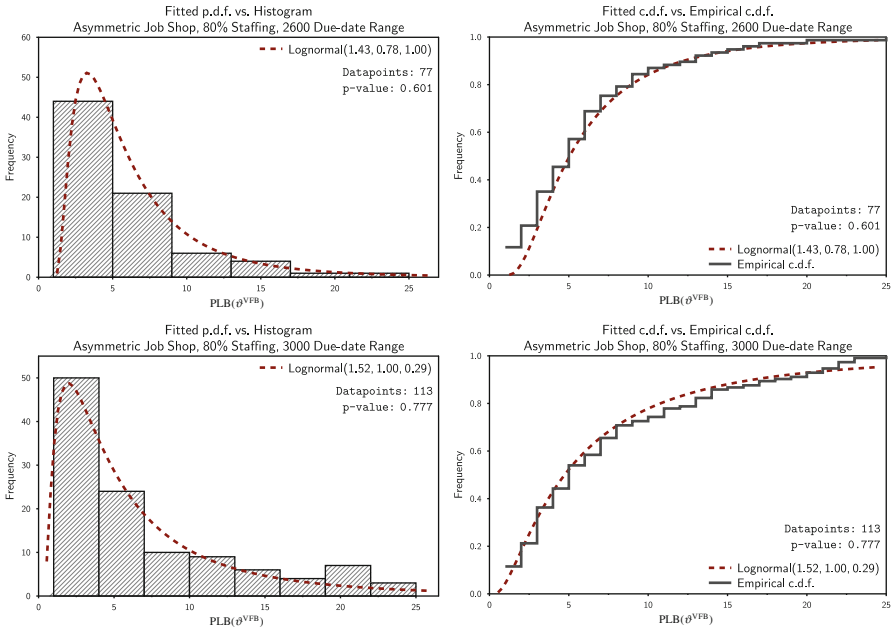 Fitted p.d.f. vs. Histogram
Asymmetric Job Shop, 80% Staffing, 2600 Due-date Range
Lognormal(1.43, 0.78, 1.00)
Datapoints: 77
p-value: 0.601
Frequency
60
50
40
30
20
10
0
0 5 10 15 20 25
PLB(ϑ^VFB)
Fitted c.d.f. vs. Empirical c.d.f.
Asymmetric Job Shop, 80% Staffing, 2600 Due-date Range
Frequency
1.0
0.8
0.6
0.4
0.2
0.0
Datapoints: 77
p-value: 0.601
Lognormal(1.43, 0.78, 1.00)
Empirical c.d.f.
0 5 10 15 20 25
PLB(ϑ^VFB)
Fitted p.d.f. vs. Histogram
Asymmetric Job Shop, 80% Staffing, 3000 Due-date Range
Lognormal(1.52, 1.00, 0.29)
Datapoints: 113
p-value: 0.777
Frequency
50
40
30
20
10
0
0 5 10 15 20 25
PLB(ϑ^VFB)
Fitted c.d.f. vs. Empirical c.d.f.
Asymmetric Job Shop, 80% Staffing, 3000 Due-date Range
Frequency
1.0
0.8
0.6
0.4
0.2
0.0
Datapoints: 113
p-value: 0.777
Lognormal(1.52, 1.00, 0.29)
Empirical c.d.f.
0 5 10 15 20 25
PLB(ϑ^VFB)